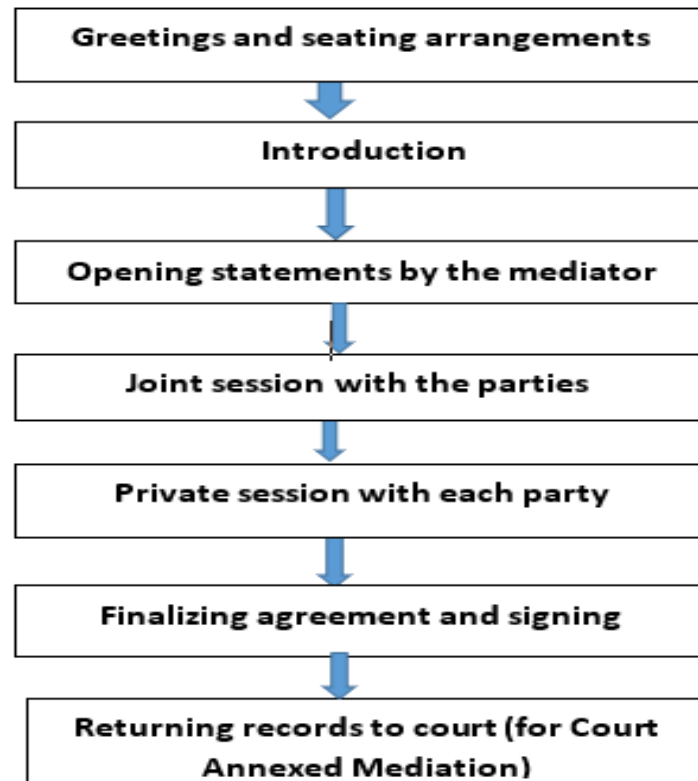 Greetings and seating arrangements
Introduction
Opening statements by the mediator
Joint session with the parties
Private session with each party
Finalizing agreement and signing
Returning records to court (for Court
Annexed Mediation)